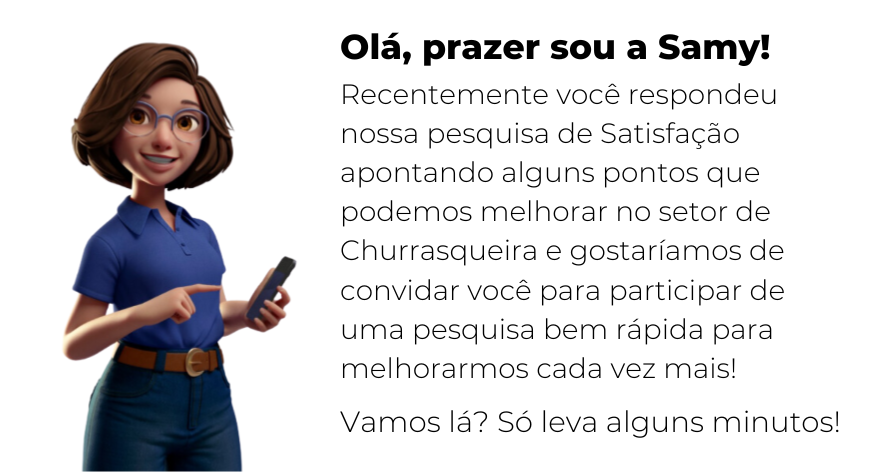 Olá, prazer sou a Samy!
Recentemente você respondeu
nossa pesquisa de Satisfação
apontando alguns pontos que
podemos melhorar no setor de
Churrasqueira e gostaríamos de
convidar você para participar de
uma pesquisa bem rápida para
melhorarmos cada vez mais!
Vamos lá? Só leva alguns minutos!